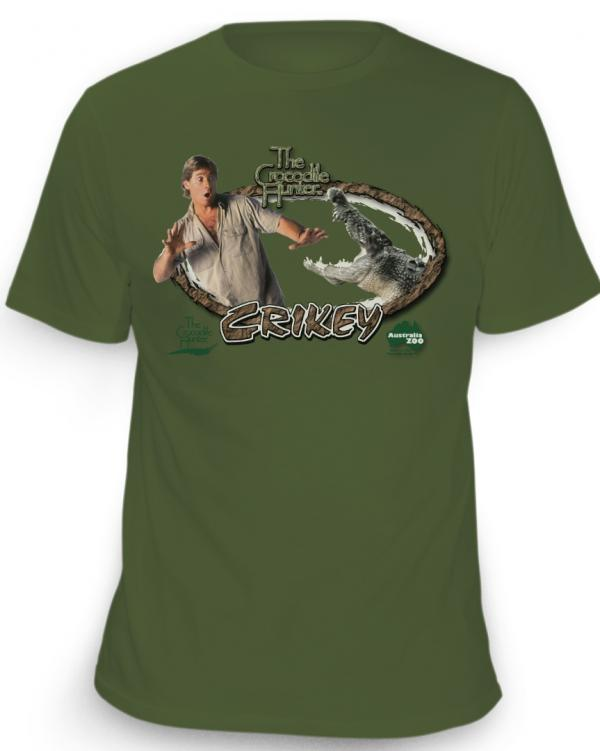 The
Crocodile
Hunter
CRIKEY
The
Crocodile
Hunter
Australia
ZOO